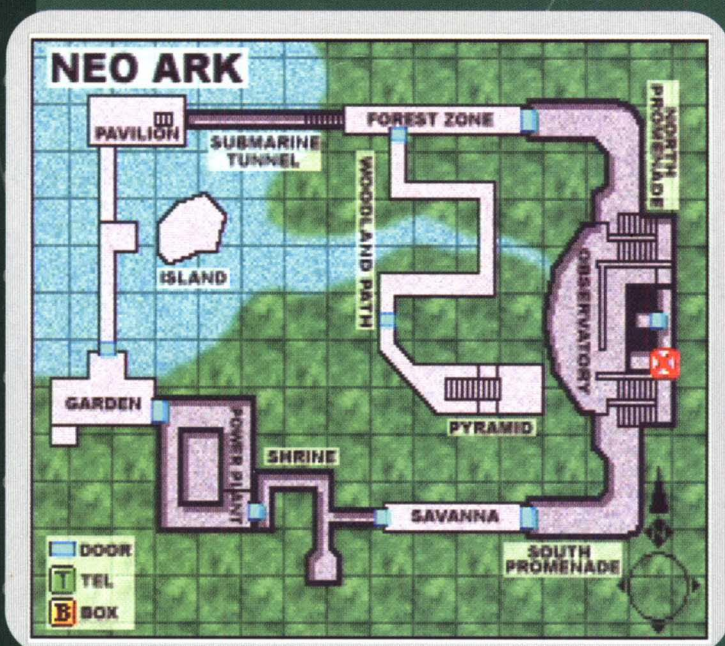 NEO ARK
PAVILION
SUBMARINE
TUNNEL
FOREST ZONE
NORTH
PROMENADE
WOODLAND PATH
ISLAND
OBSERVATORY
GARDEN
POWER PLANT
SHRINE
PYRAMID
SAVANNA
SOUTH
PROMENADE
DOOR
T TEL
B BOX
N